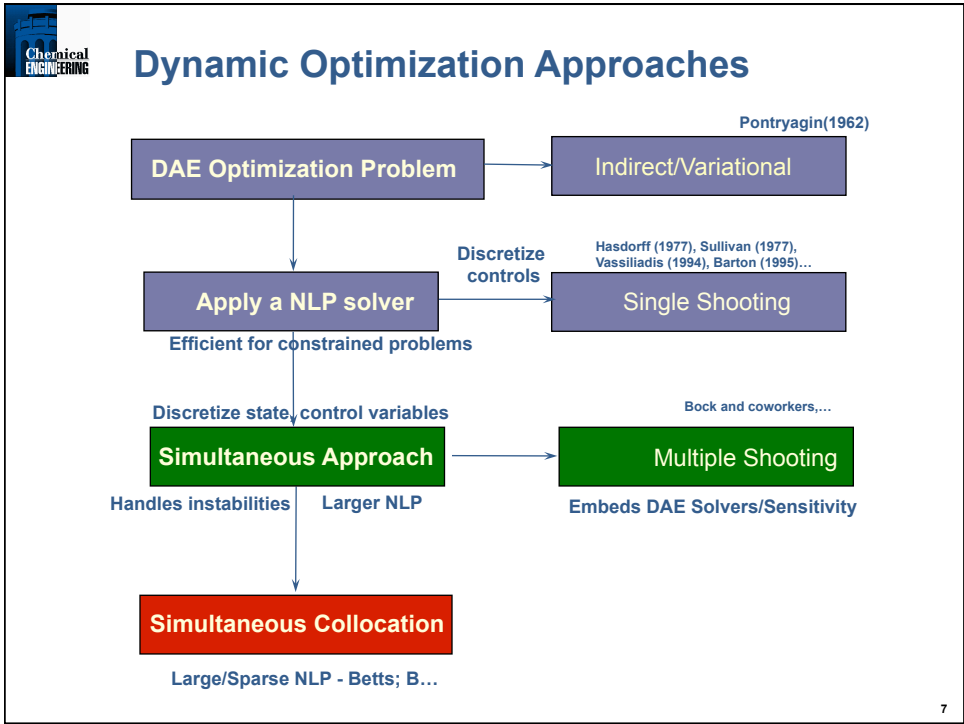 Chemical
ENGINEERING
Dynamic Optimization Approaches
Pontryagin(1962)
DAE Optimization Problem
Indirect/Variational
Discretize
controls
Hasdorff (1977), Sullivan (1977),
Vassiliadis (1994), Barton (1995)…
Apply a NLP solver
Single Shooting
Efficient for constrained problems
Discretize state, control variables
Bock and coworkers,…
Simultaneous Approach
Multiple Shooting
Handles instabilities
Larger NLP
Embeds DAE Solvers/Sensitivity
Simultaneous Collocation
Large/Sparse NLP - Betts; B…
7